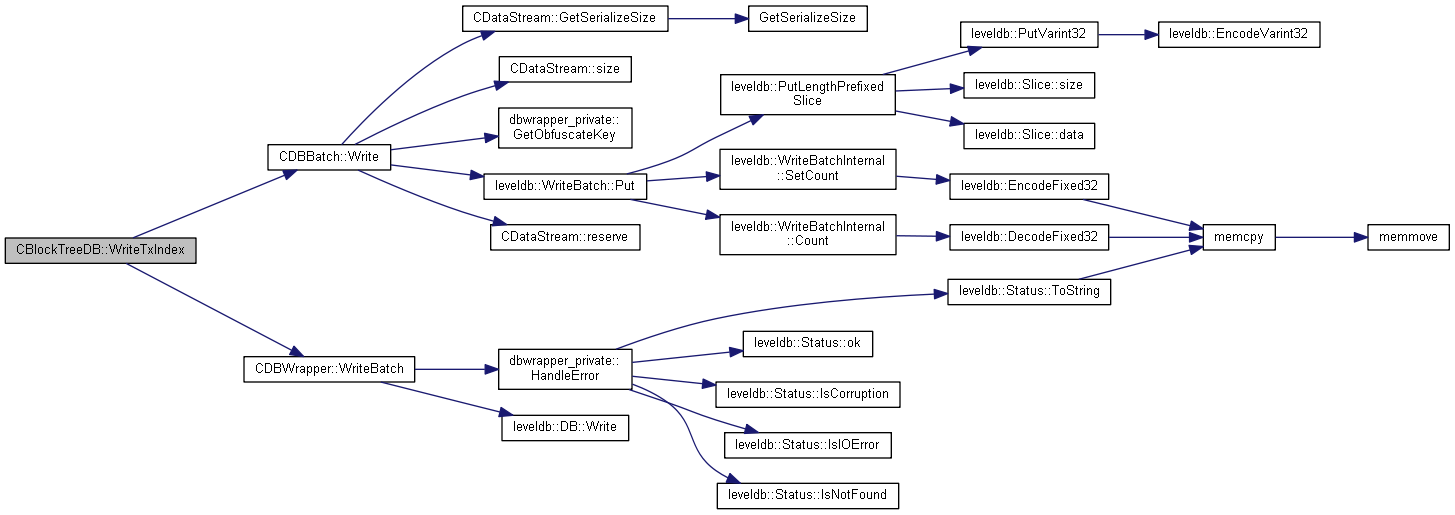 CDataStream::GetSerializeSize
GetSerializeSize
leveldb::PutVarint32
leveldb::EncodeVarint32
CDataStream::size
leveldb::PutLengthPrefixed
Slice
leveldb::Slice::size
dbwrapper_private::
GetObfuscateKey
leveldb::Slice::data
CDBBatch::Write
leveldb::WriteBatchInternal
::SetCount
leveldb::WriteBatch::Put
leveldb::EncodeFixed32
CDataStream::reserve
leveldb::WriteBatchInternal
::Count
leveldb::DecodeFixed32
memcpy
memmove
CBlockTreeDB::WriteTxIndex
leveldb::Status::ToString
leveldb::Status::ok
CDBWrapper::WriteBatch
dbwrapper_private::
HandleError
leveldb::Status::IsCorruption
leveldb::DB::Write
leveldb::Status::IsIOError
leveldb::Status::IsNotFound